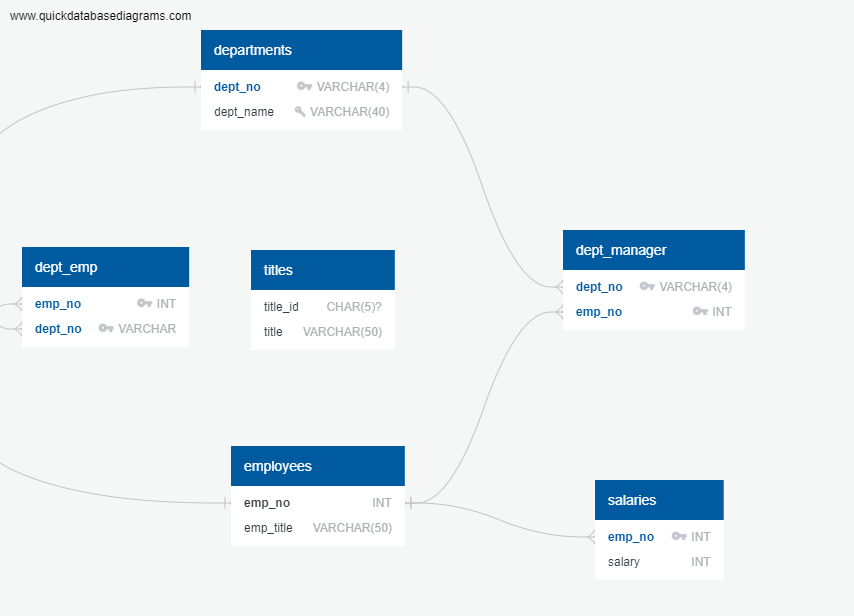 www.quickdatabasediagrams.com
departments
dept_no VARCHAR(4)
dept_name VARCHAR(40)
dept_manager
dept_no VARCHAR(4)
emp_no INT
dept_emp
emp_no INT
dept_no VARCHAR
titles
title_id CHAR(5)?
title VARCHAR(50)
employees
emp_no INT
emp_title VARCHAR(50)
salaries
emp_no INT
salary INT